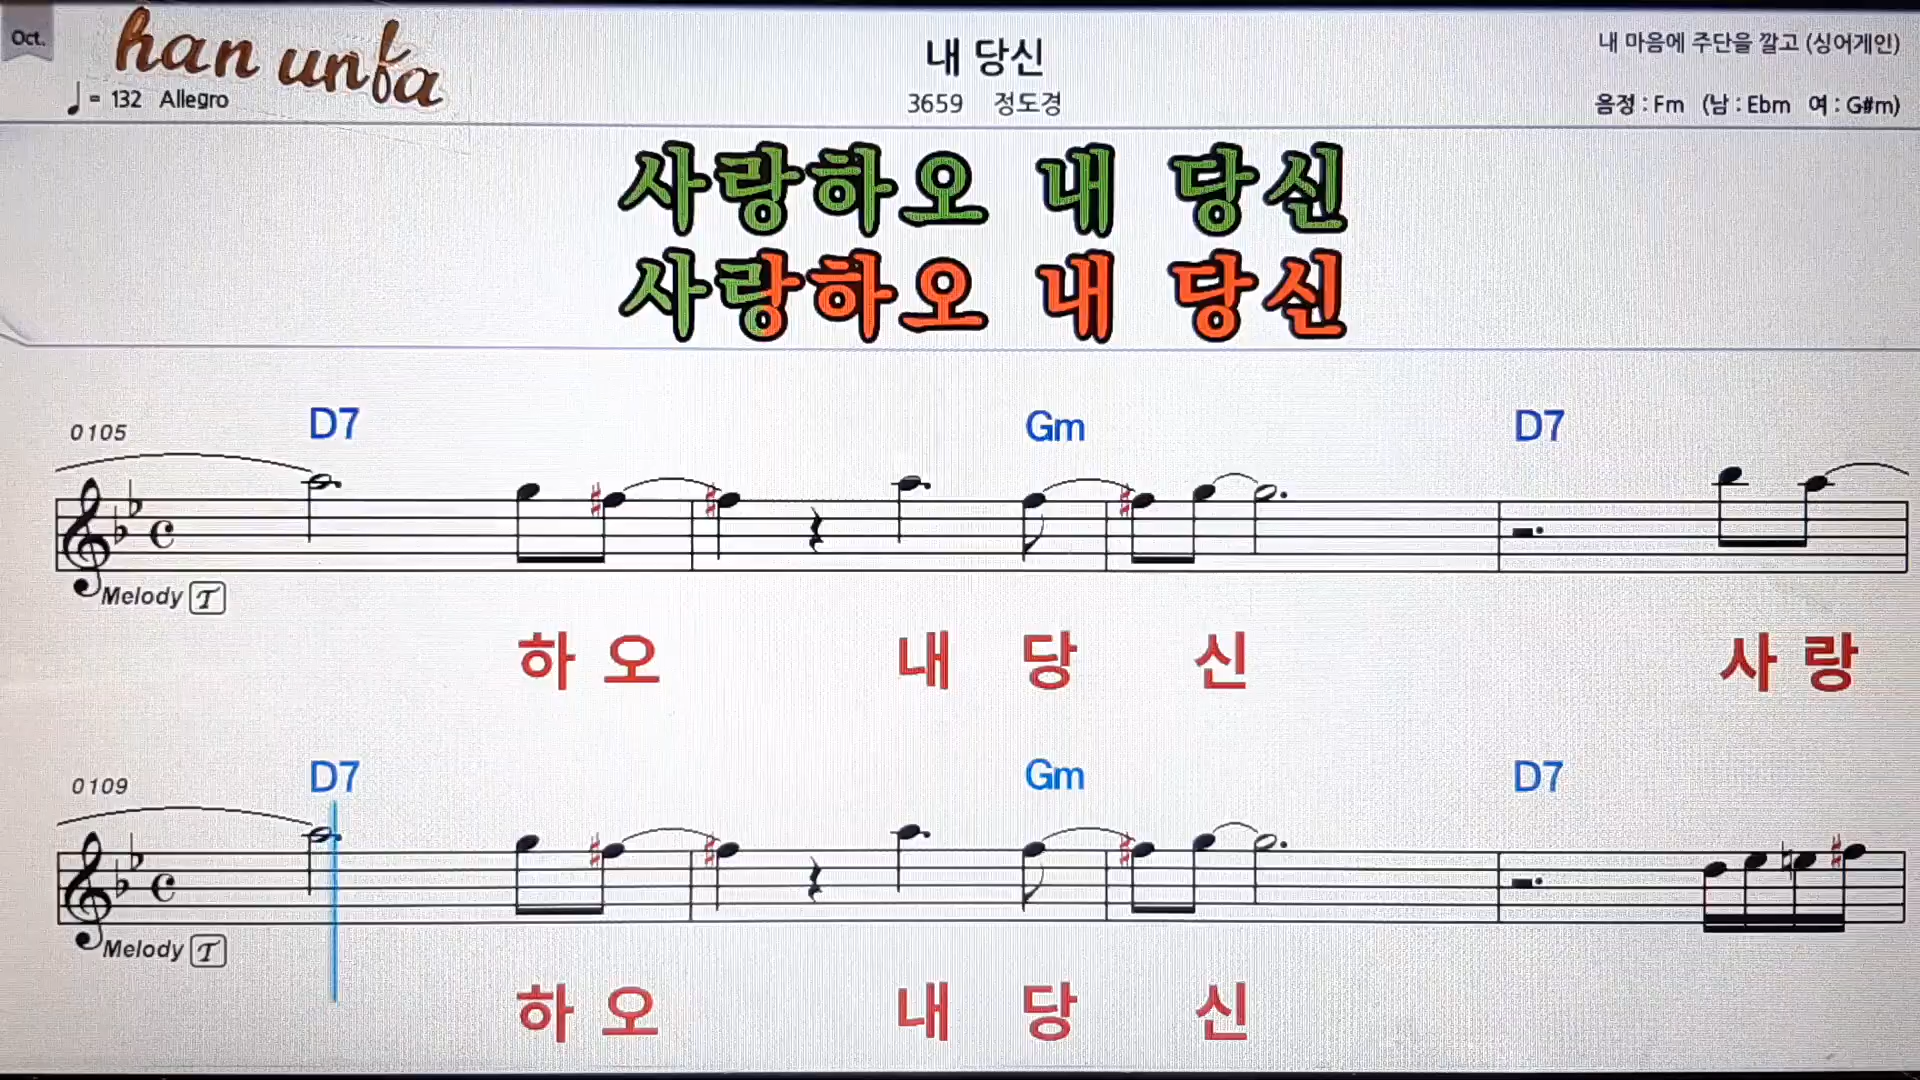 Oct.
han unfa
내 당신
내 마음에 주단을 깔고 (싱어게인)
♩ = 132 Allegro
3659 정도경
음정 : Fm (남 : Ebm 여 : G#m)
사랑하오 내 당신
사랑하오 내 당신
0105 D7 Gm D7
Melody T
하 오 내 당 신 사 랑
0109 D7 Gm D7
Melody T
하 오 내 당 신